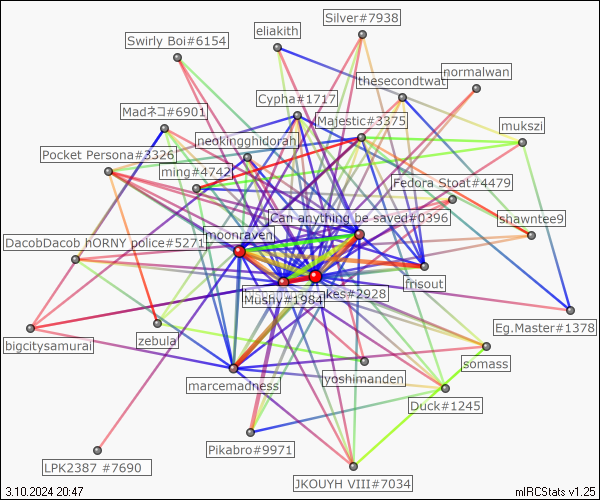 Silver#7938
eliakith
Swirly Boi#6154
thesecondtwat
normalwan
Cypha#1717
Madネコ#6901
Majestic#3375
mukszi
neokingghidorah
Pocket Persona#3326
ming#4742
Fedora Stoat#4479
Can anything be saved#0396
shawntee9
moonraven
DacobDacob hORNY police#5271
frisout
Mushy#1984
kes#2928
Eg.Master#1378
bigcitysamurai
zebula
somass
yoshimanden
marcemadness
Duck#1245
Pikabro#9971
LPK2387 #7690
JKOUYH VIII#7034
3.10.2024 20:47
mIRCStats v1.25